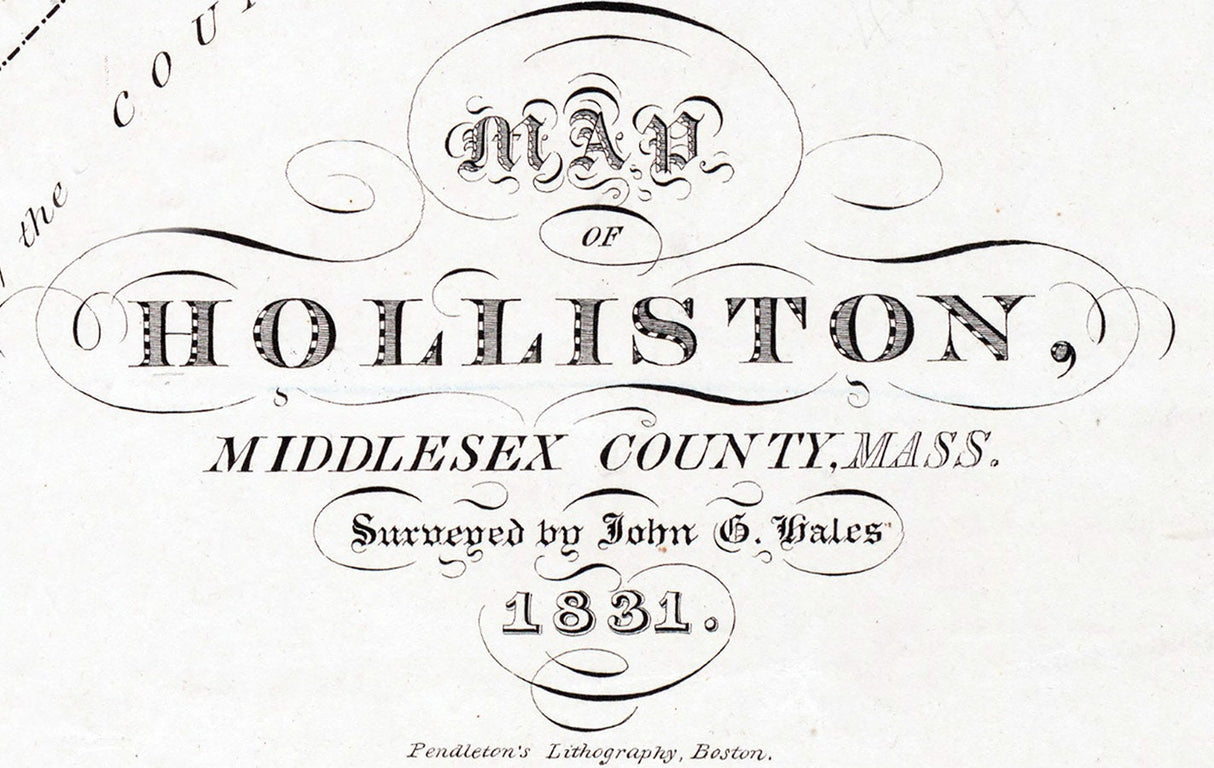 the COU
MAP
OF
HOLLISTON,
MIDDLESEX COUNTY, MASS.
Surveyed by John G. Hales
1831.
Pendleton's Lithography, Boston.